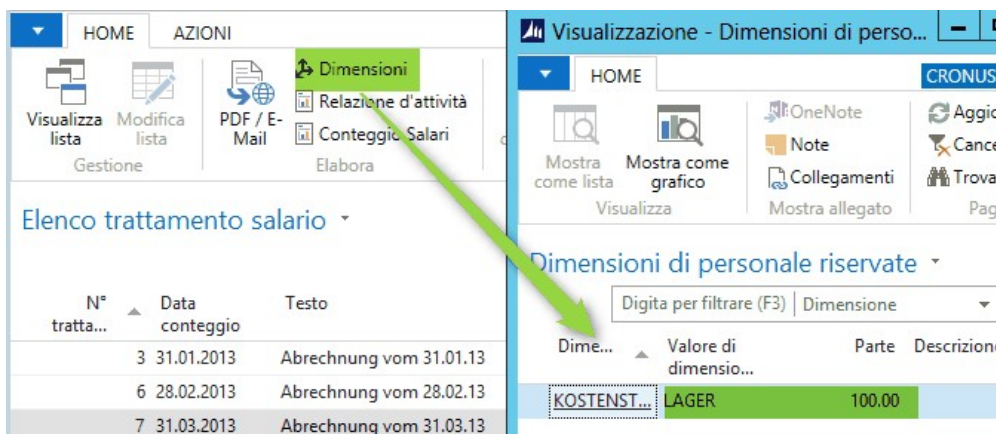 HOME AZIONI
Visualizza lista
Modifica lista
Gestione
PDF / E-Mail
Dimensioni
Relazione d'attività
Conteggio Salari
Elabora
Elenco trattamento salario
N° tratta...
Data conteggio
Testo
3 31.01.2013 Abrechnung vom 31.01.13
6 28.02.2013 Abrechnung vom 28.02.13
7 31.03.2013 Abrechnung vom 31.03.13
Visualizzazione - Dimensioni di perso...
HOME
CRONUS
Mostra come lista
Mostra come grafico
Visualizza
OneNote
Note
Collegamenti
Mostra allegato
Aggio
Cance
Trova
Pag
Dimensioni di personale riservate
Digita per filtrare (F3) Dimensione
Dime...
Valore di dimensio...
Parte
Descrizione
KOSTENST... LAGER 100.00